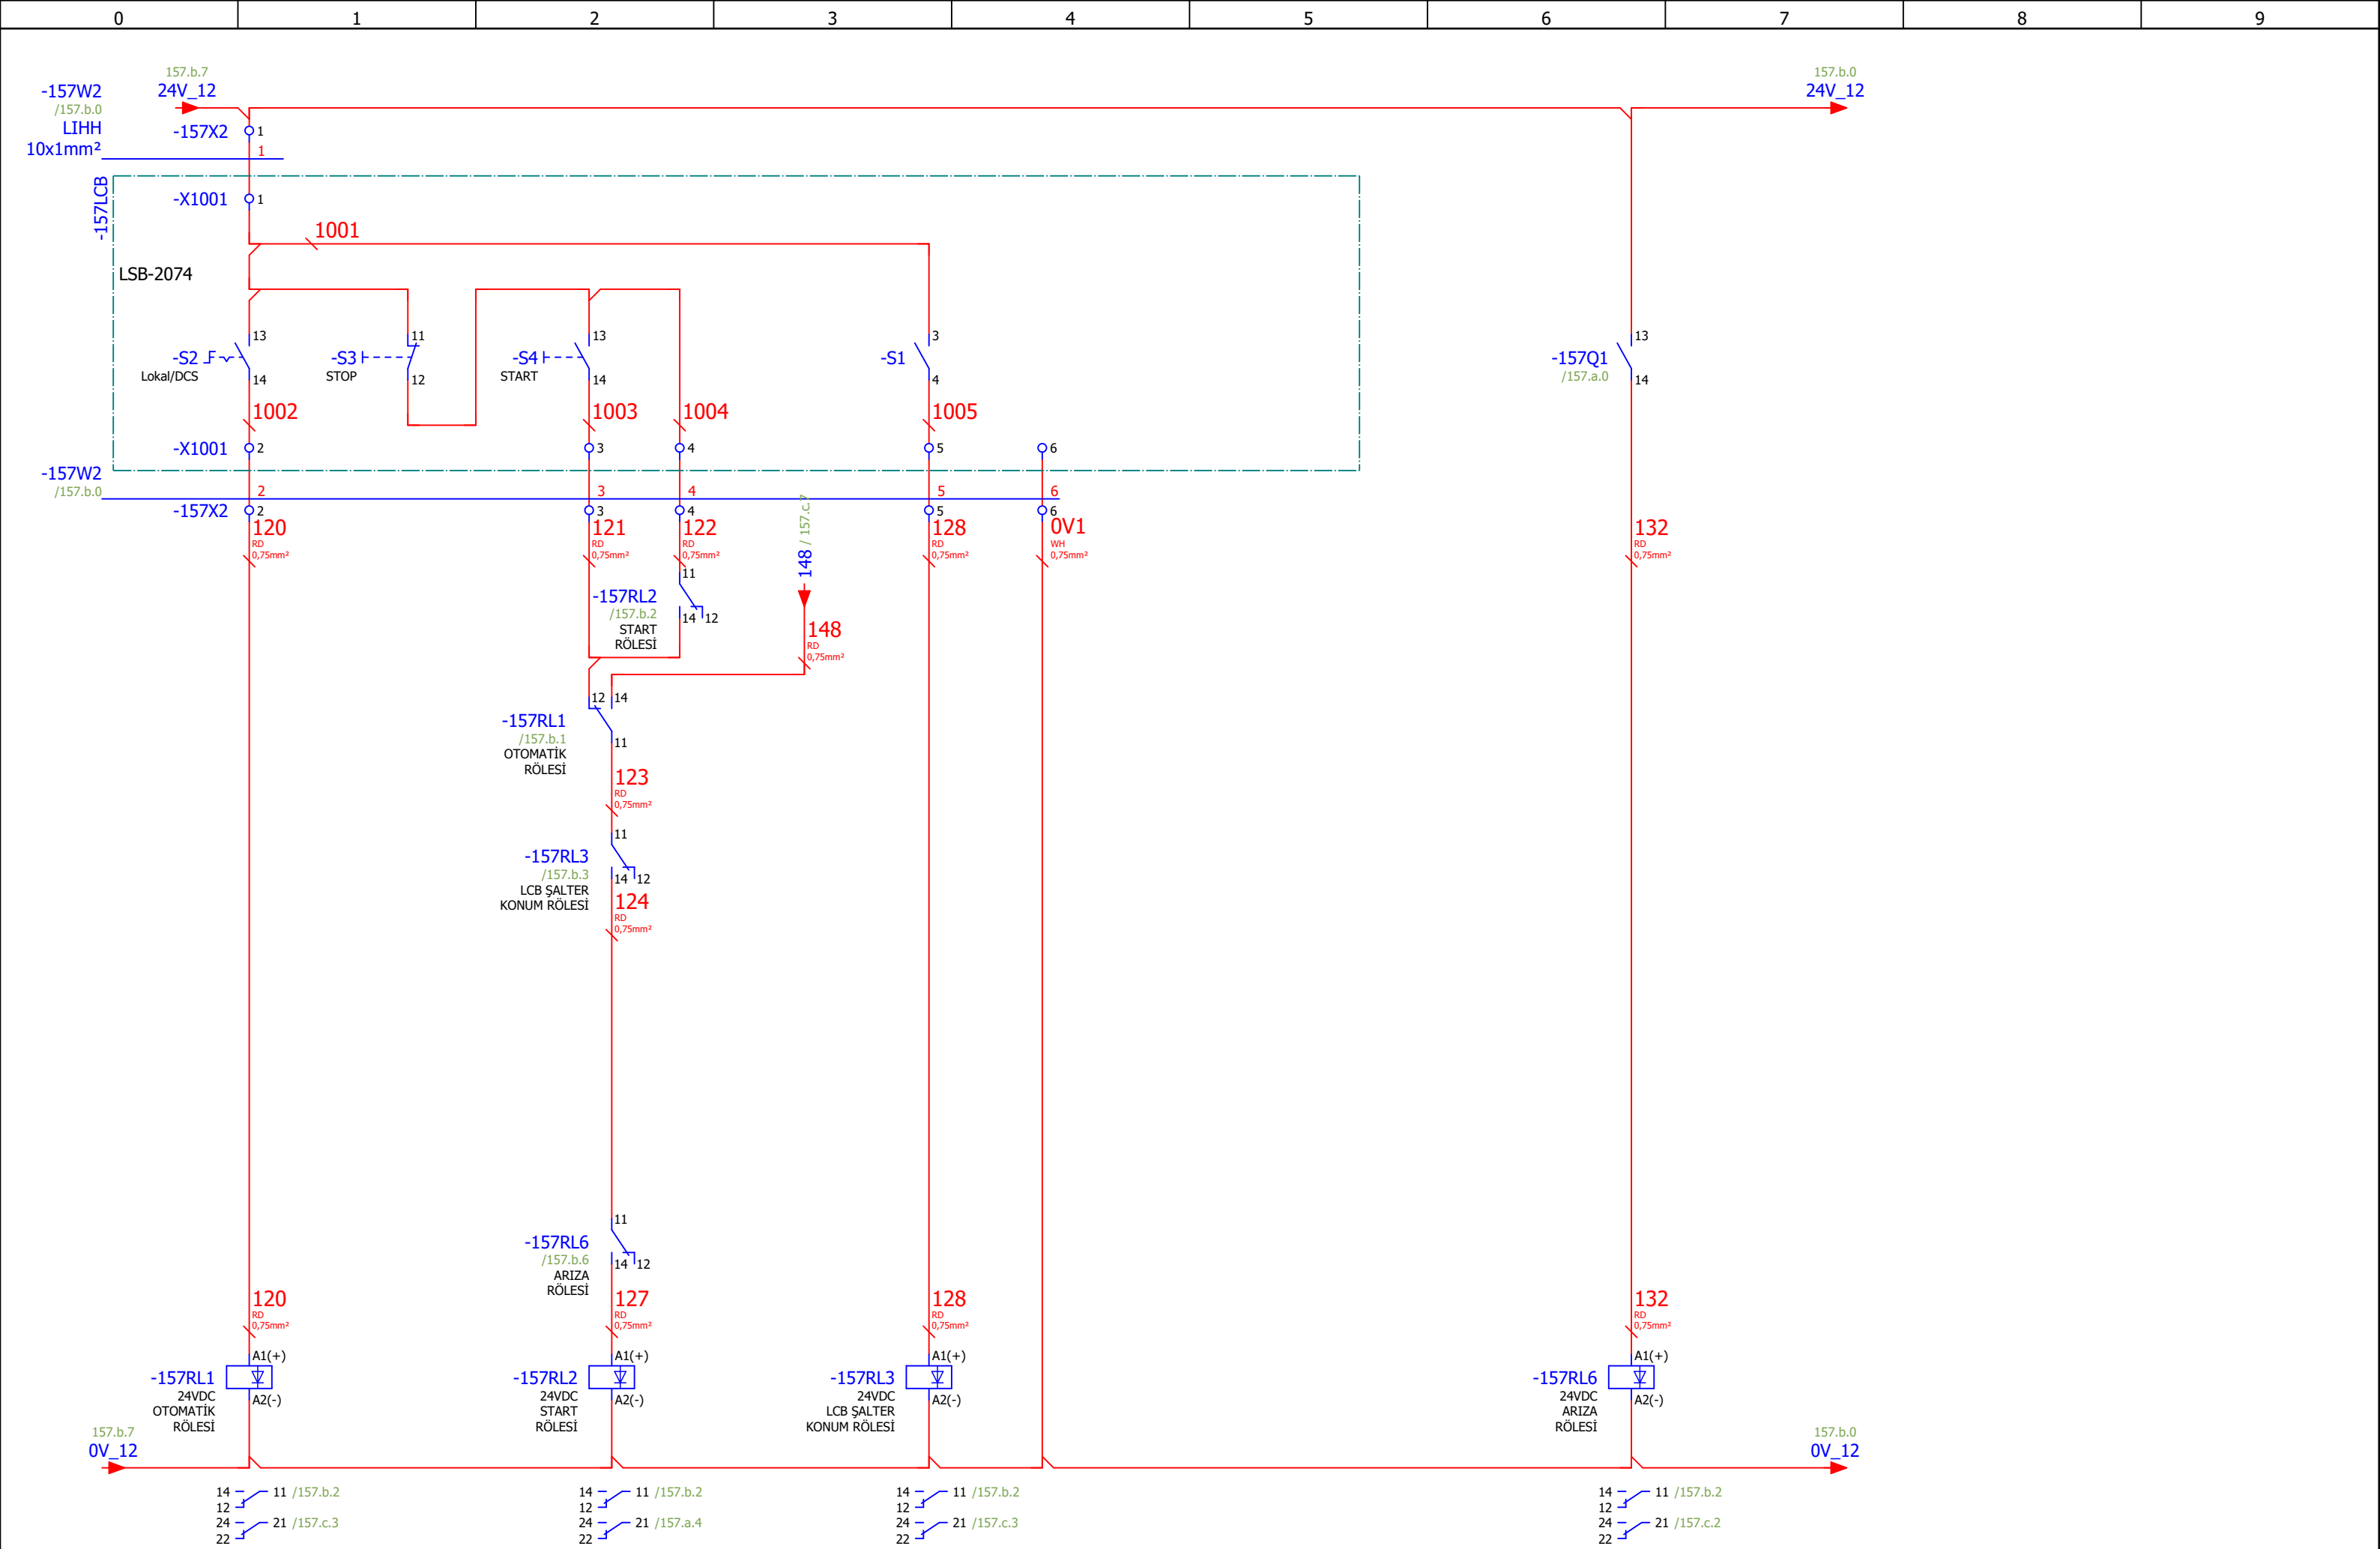 0 1 2 3 4 5 6 7 8 9
157.b.7
24V_12
157.b.0
24V_12
-157W2
/157.b.0
LIHH
10x1mm²
-157X2 1
1
-157LCB
-X1001 1
1001
LSB-2074
-S2 13
Lokal/DCS 14
-S3 11
STOP 12
-S4 13
START 14
-S1 3
4
-157Q1 13
/157.a.0 14
1002 1003 1004 1005
-X1001 2 3 4 5 6
-157W2
/157.b.0
2 3 4 5 6
-157X2 2 3 4 5 6
120
RD
0,75mm²
121
RD
0,75mm²
122
RD
0,75mm²
148 / 157.c.7
128
RD
0,75mm²
0V1
WH
0,75mm²
132
RD
0,75mm²
11
-157RL2
/157.b.2
14 12
START
RÖLESİ
148
RD
0,75mm²
12 14
-157RL1
/157.b.1
11
OTOMATİK
RÖLESİ
123
RD
0,75mm²
11
-157RL3
/157.b.3
14 12
LCB ŞALTER
KONUM RÖLESİ
124
RD
0,75mm²
11
-157RL6
/157.b.6
14 12
ARIZA
RÖLESİ
120
RD
0,75mm²
127
RD
0,75mm²
128
RD
0,75mm²
132
RD
0,75mm²
A1(+)
-157RL1
24VDC
A2(-)
OTOMATİK
RÖLESİ
A1(+)
-157RL2
24VDC
A2(-)
START
RÖLESİ
A1(+)
-157RL3
24VDC
A2(-)
LCB ŞALTER
KONUM RÖLESİ
A1(+)
-157RL6
24VDC
A2(-)
ARIZA
RÖLESİ
157.b.7
0V_12
157.b.0
0V_12
14 11 /157.b.2
12
24 21 /157.c.3
22
14 11 /157.b.2
12
24 21 /157.a.4
22
14 11 /157.b.2
12
24 21 /157.c.3
22
14 11 /157.b.2
12
24 21 /157.c.2
22